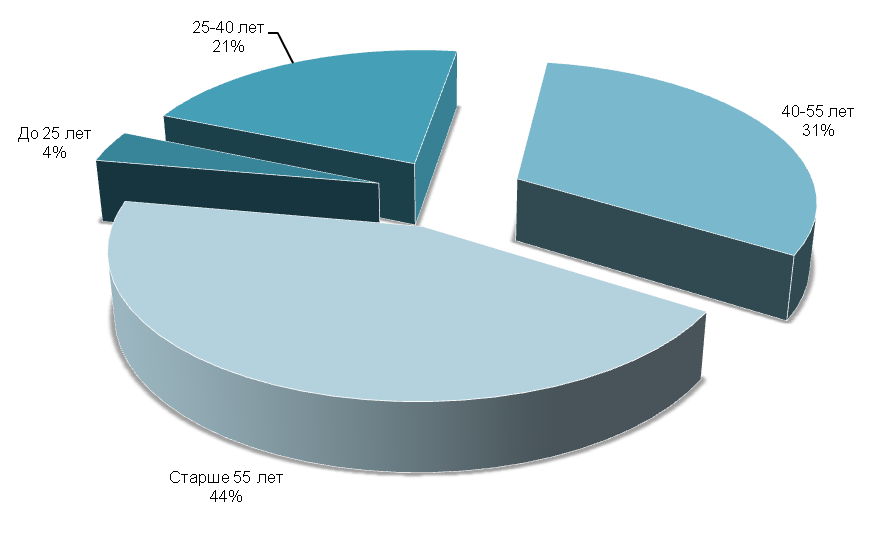 25-40 лет
21%
40-55 лет
31%
До 25 лет
4%
Старше 55 лет
44%